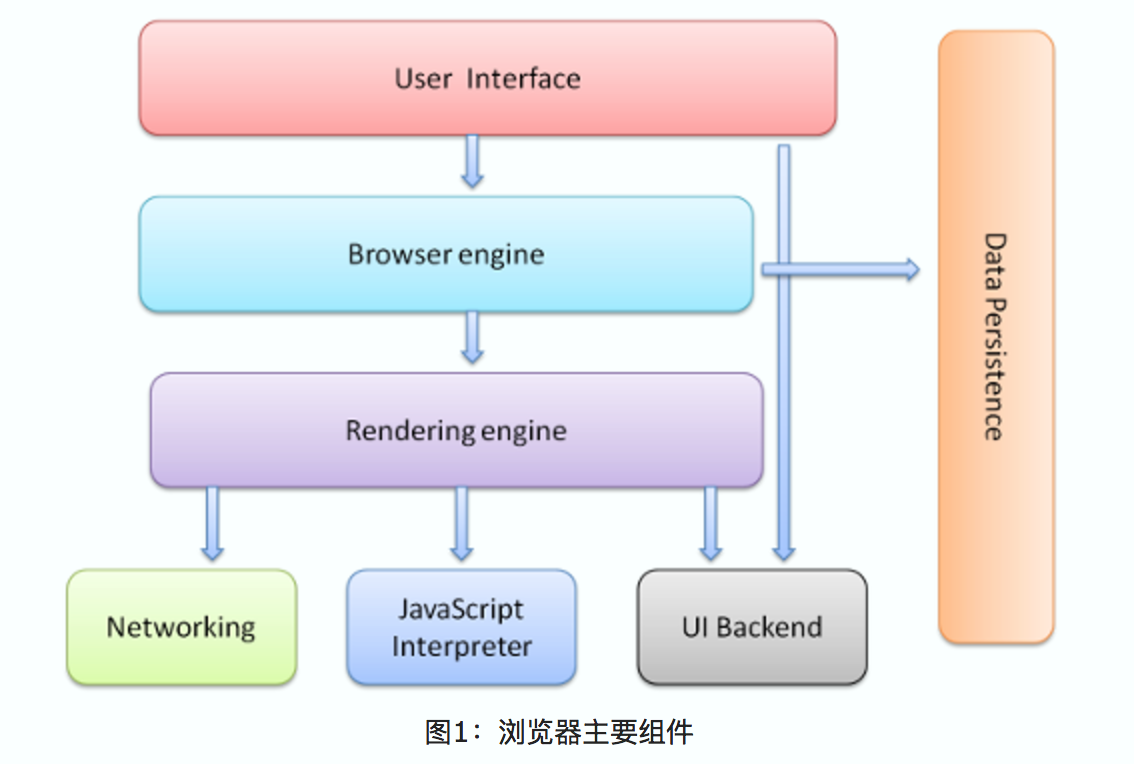 User Interface
Browser engine
Data Persistence
Rendering engine
Networking
JavaScript
Interpreter
UI Backend
图1：浏览器主要组件